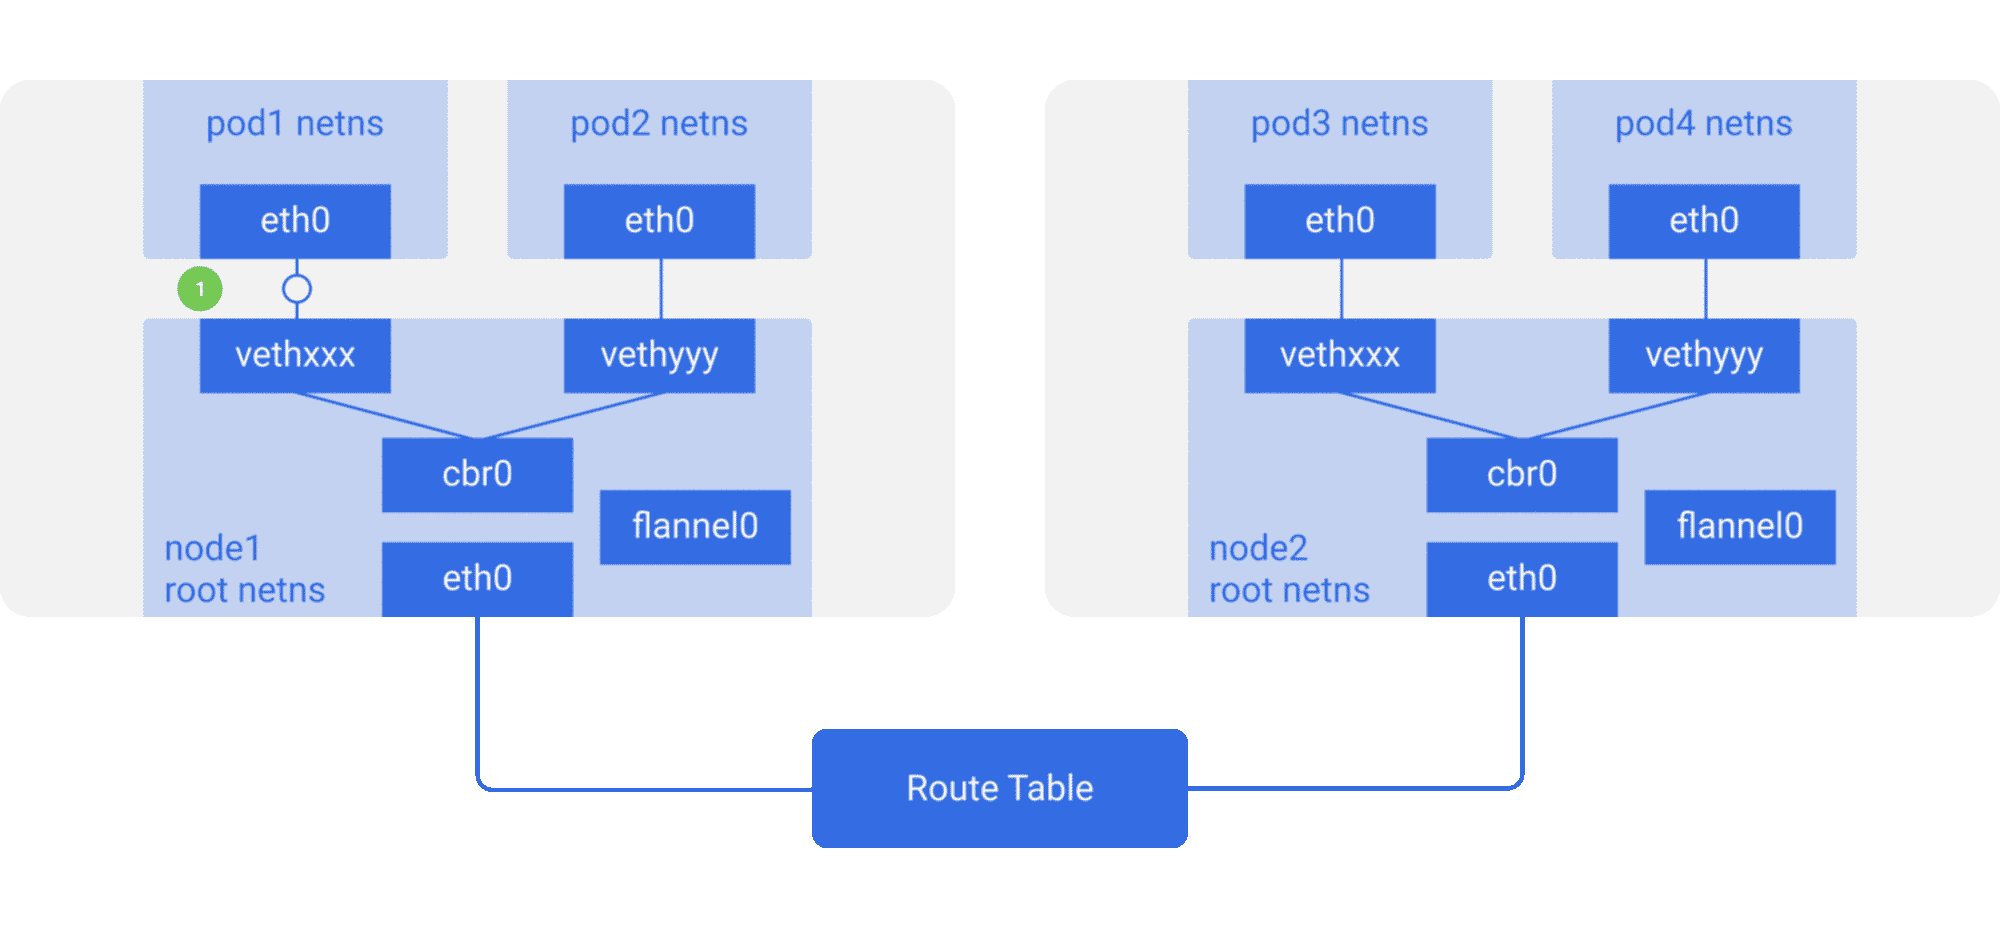 pod1 netns
pod2 netns
eth0
eth0
1
vethxxx
vethyyy
cbr0
flannel0
node1
root netns
eth0
pod3 netns
pod4 netns
eth0
eth0
vethxxx
vethyyy
cbr0
flannel0
node2
root netns
eth0
Route Table